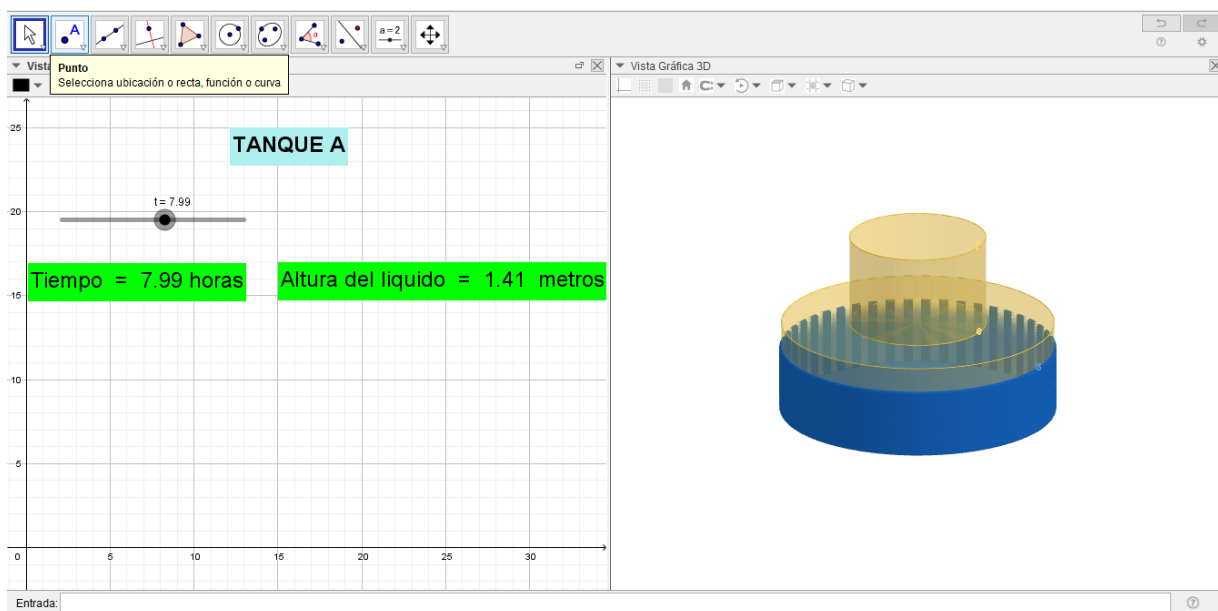 A
a = 2
Vista
Punto
Selecciona ubicación o recta, función o curva
Vista Gráfica 3D
TANQUE A
t = 7.99
Tiempo = 7.99 horas
Altura del liquido = 1.41 metros
25
20
15
10
5
0
5
10
15
20
25
30
Entrada: